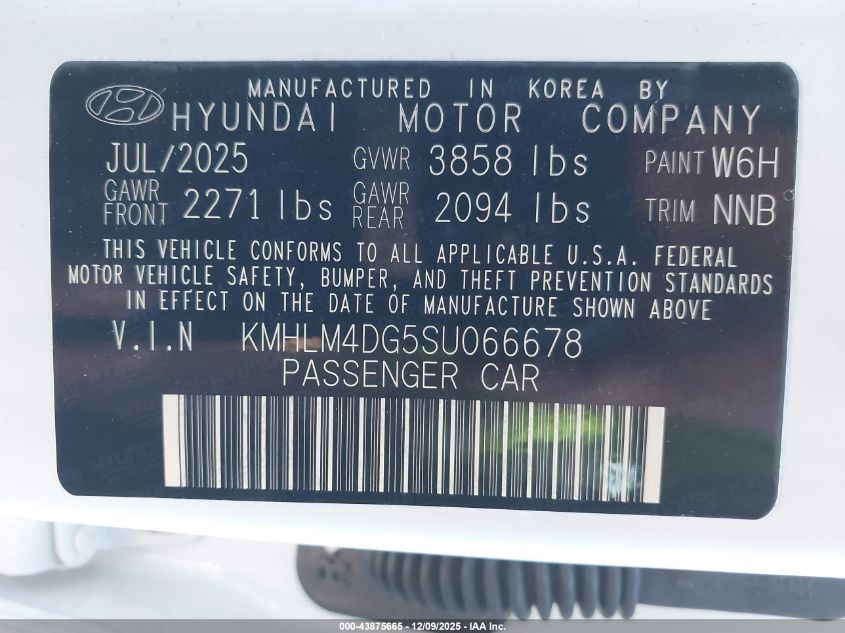 MANUFACTURED IN KOREA BY
HYUNDAI MOTOR COMPANY
JUL/2025 GVWR 3858 lbs PAINT W6H
GAWR FRONT 2271 lbs GAWR REAR 2094 lbs TRIM NNB
THIS VEHICLE CONFORMS TO ALL APPLICABLE U.S.A. FEDERAL
MOTOR VEHICLE SAFETY, BUMPER, AND THEFT PREVENTION STANDARDS
IN EFFECT ON THE DATE OF MANUFACTURE SHOWN ABOVE
V.I.N KMHLM4DG5SU066678
PASSENGER CAR
000-43875665 - 12/09/2025 - IAA Inc.